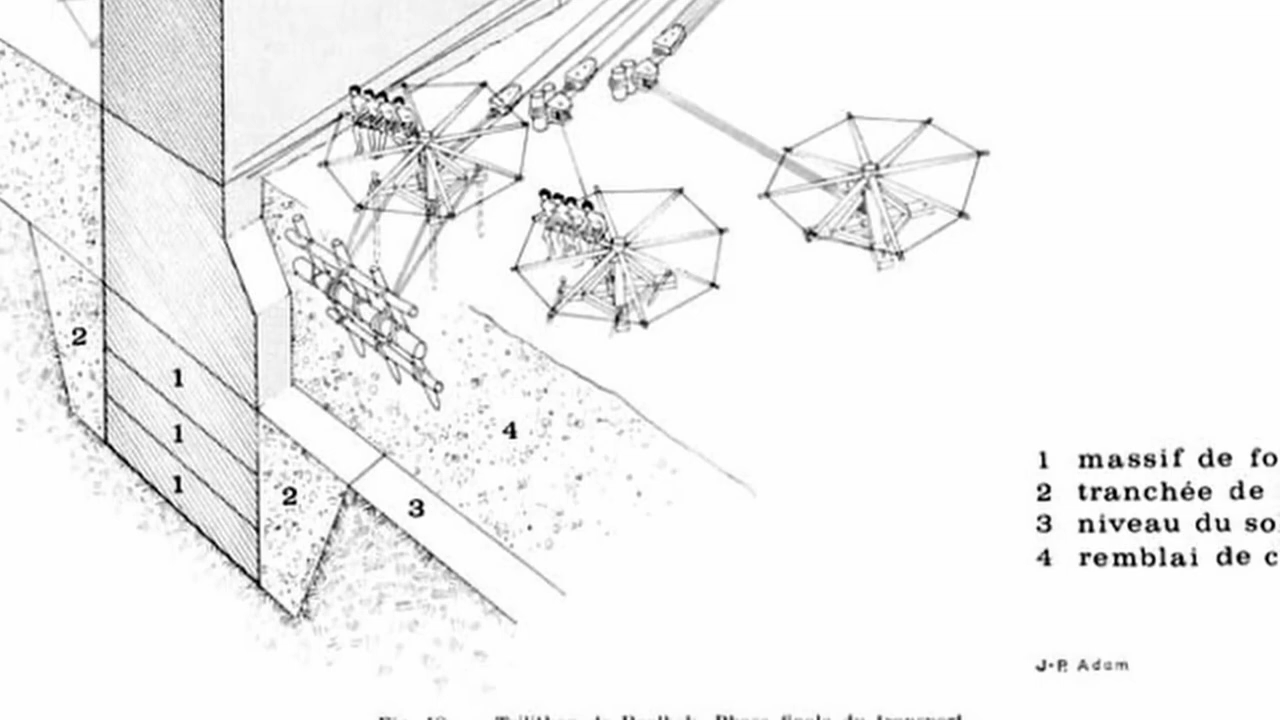 2
1
1
1
2
3
4
1 massif de fo
2 tranchée de
3 niveau du so
4 remblai de c
J-P. Adam